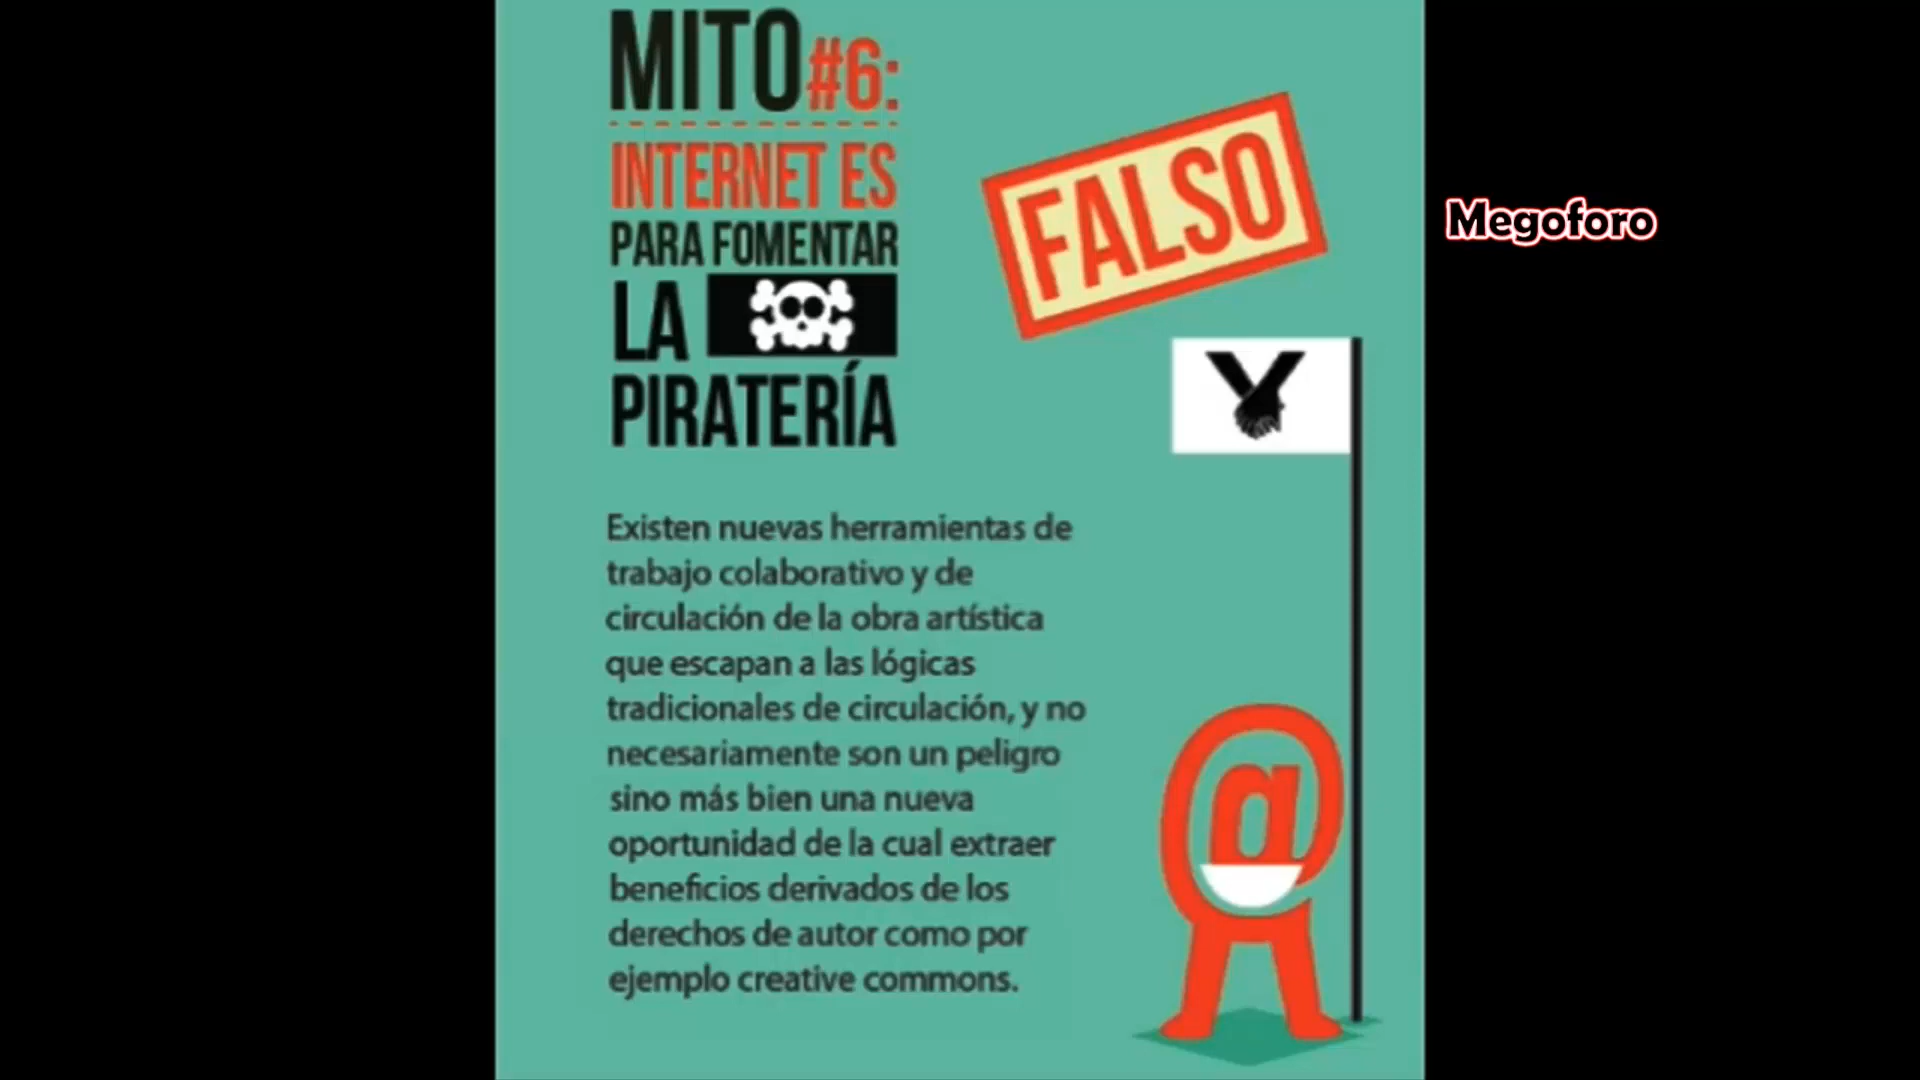 MITO #6:
INTERNET ES
PARA FOMENTAR
LA
PIRATERÍA
FALSO
Megoforo
Existen nuevas herramientas de
trabajo colaborativo y de
circulación de la obra artística
que escapan a las lógicas
tradicionales de circulación, y no
necesariamente son un peligro
sino más bien una nueva
oportunidad de la cual extraer
beneficios derivados de los
derechos de autor como por
ejemplo creative commons.
@